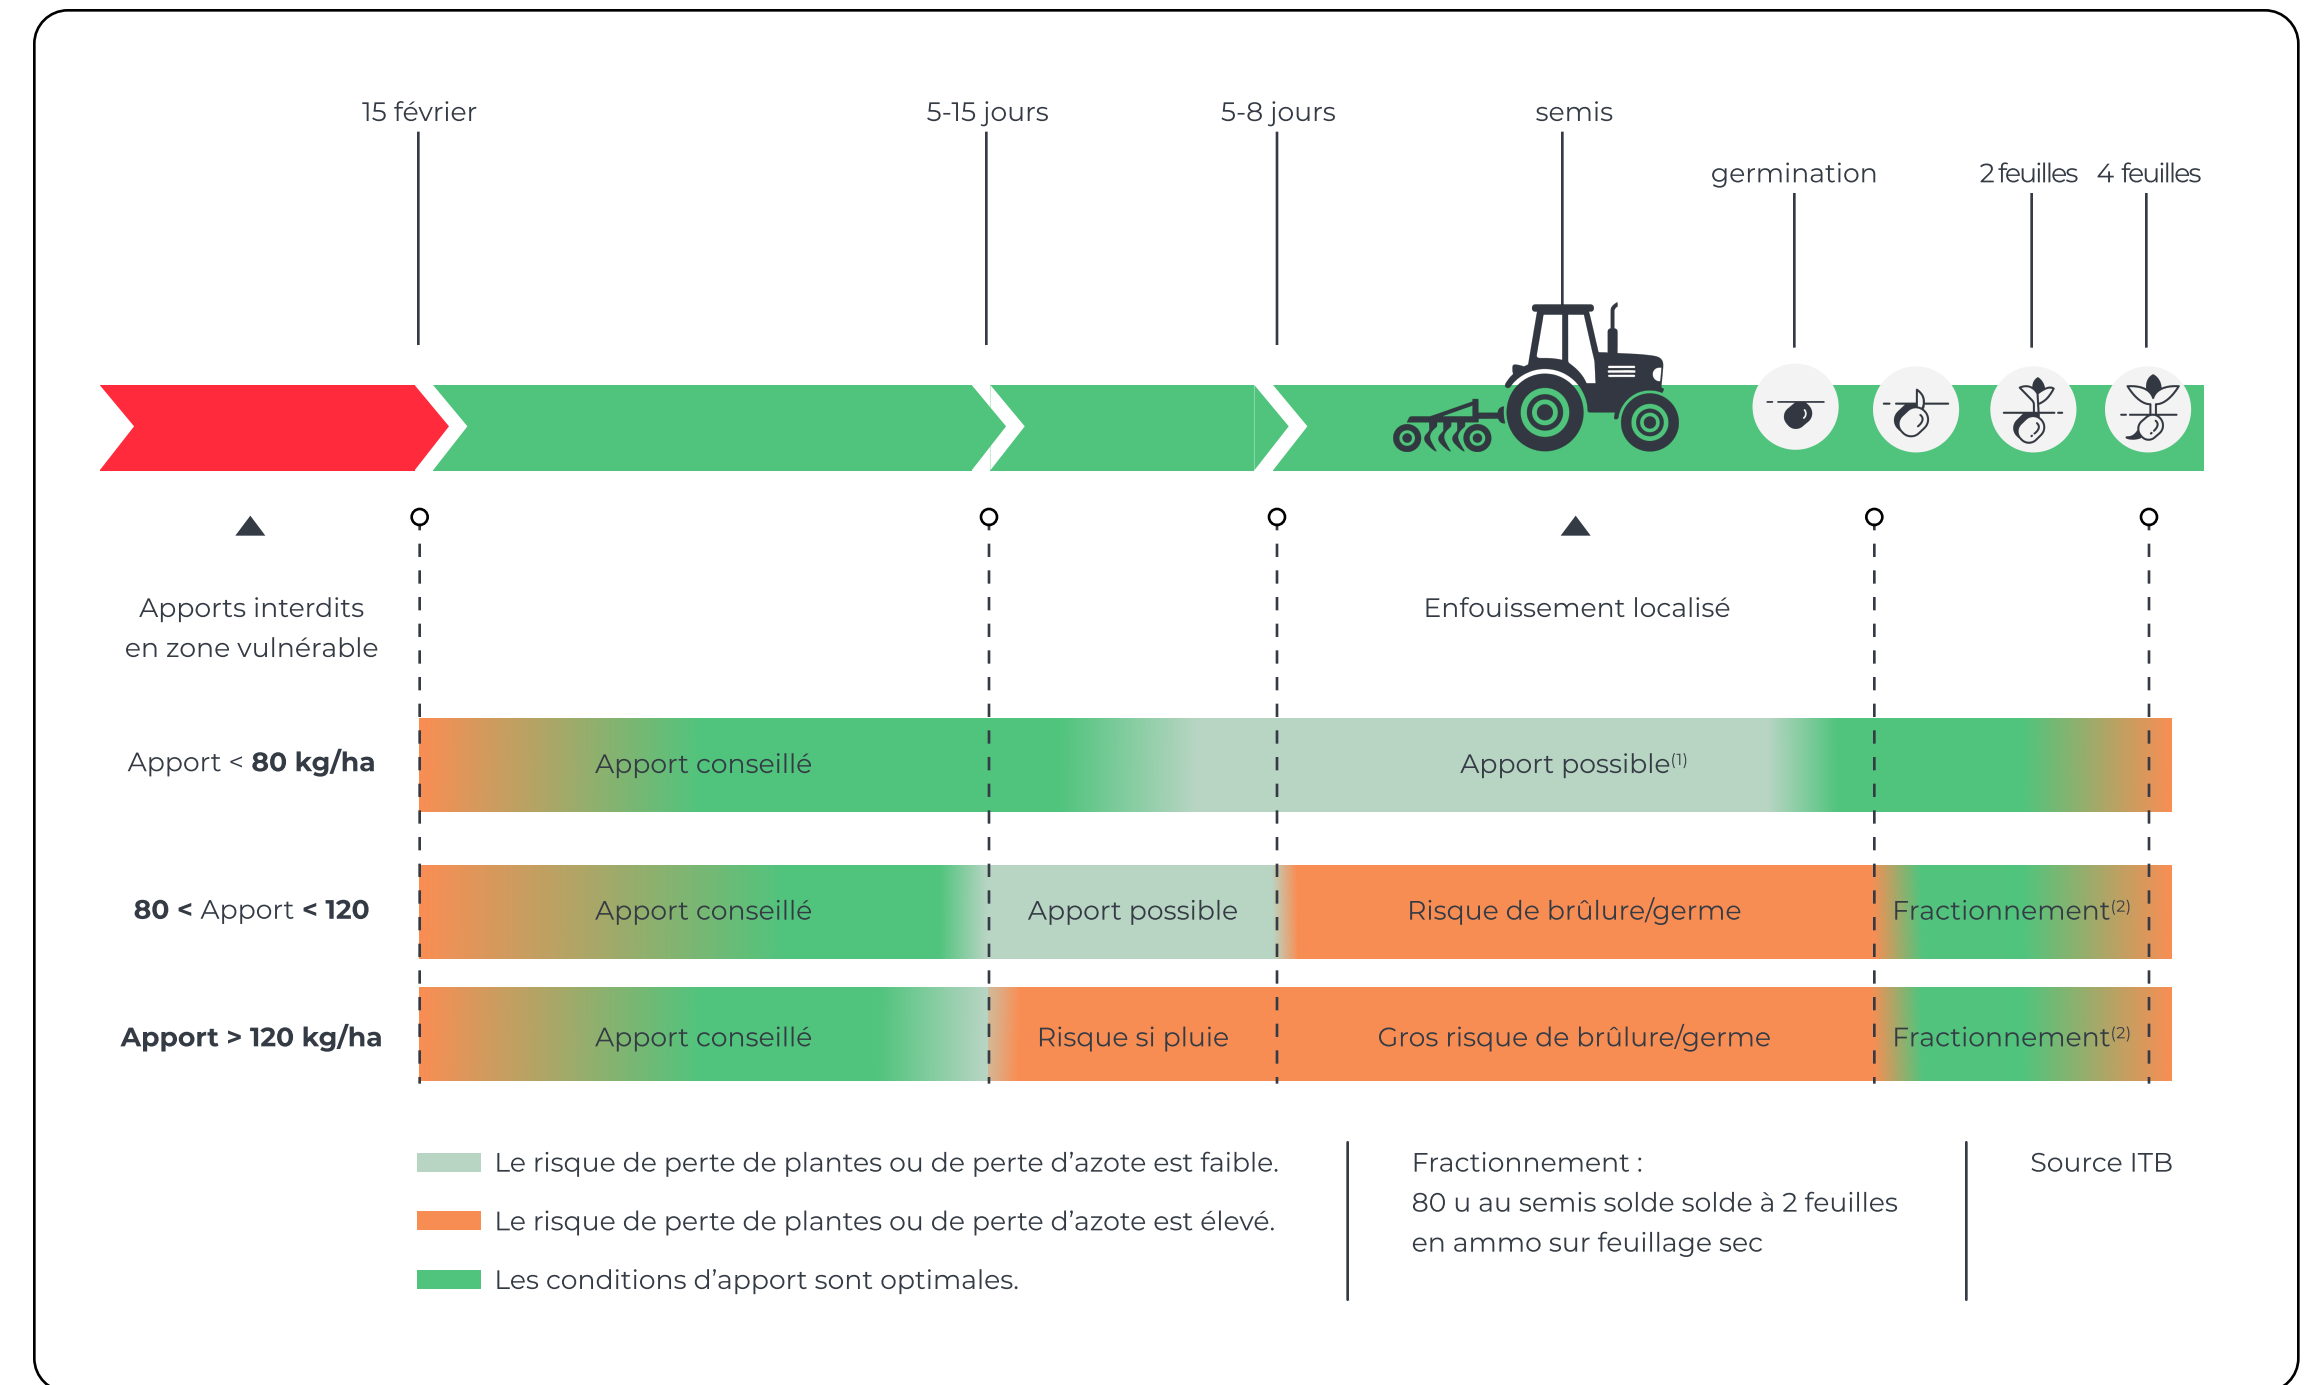 15 février
5-15 jours
5-8 jours
semis
germination
2 feuilles
4 feuilles
Apports interdits
en zone vulnérable
Enfouissement localisé
Apport < 80 kg/ha
Apport conseillé
Apport possible(1)
80 < Apport < 120
Apport conseillé
Apport possible
Risque de brûlure/germe
Fractionnement(2)
Apport > 120 kg/ha
Apport conseillé
Risque si pluie
Gros risque de brûlure/germe
Fractionnement(2)
Le risque de perte de plantes ou de perte d’azote est faible.
Le risque de perte de plantes ou de perte d’azote est élevé.
Les conditions d’apport sont optimales.
Fractionnement :
80 u au semis solde solde à 2 feuilles
en ammo sur feuillage sec
Source ITB